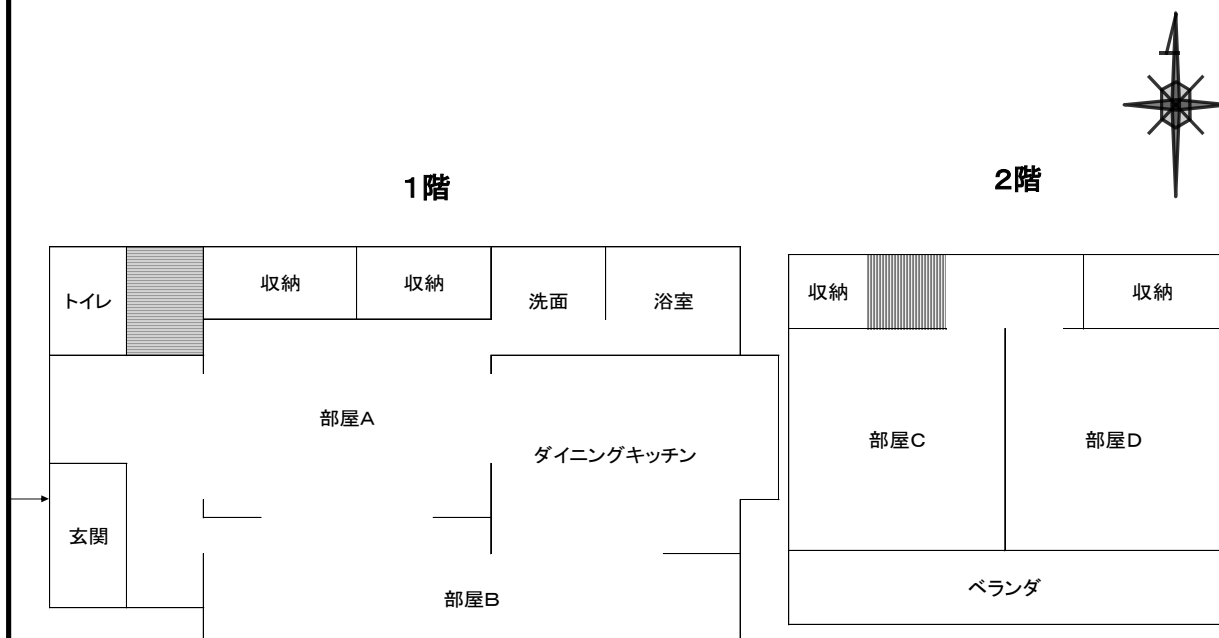 1階
2階
トイレ
収納
収納
洗面
浴室
収納
収納
部屋A
ダイニングキッチン
部屋C
部屋D
玄関
部屋B
ベランダ